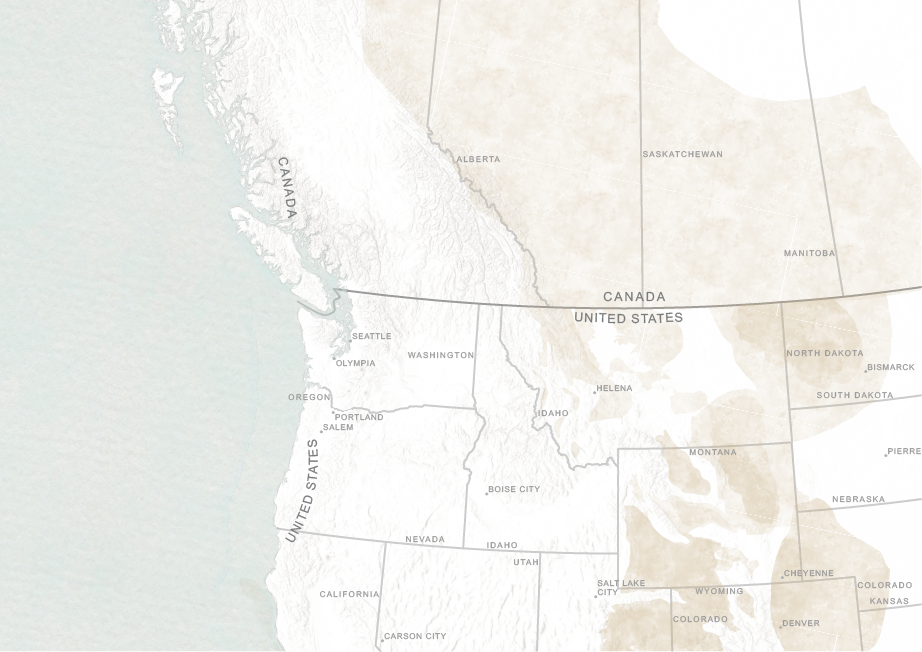 ALBERTA
SASKATCHEWAN
CANADA
MANITOBA
CANADA
UNITED STATES
SEATTLE
OLYMPIA
WASHINGTON
NORTH DAKOTA
BISMARCK
HELENA
SOUTH DAKOTA
OREGON
PORTLAND
SALEM
IDAHO
MONTANA
PIERRE
UNITED STATES
BOISE CITY
NEBRASKA
NEVADA
IDAHO
UTAH
CHEYENNE
SALT LAKE
CITY
WYOMING
COLORADO
KANSAS
CALIFORNIA
COLORADO
DENVER
CARSON CITY